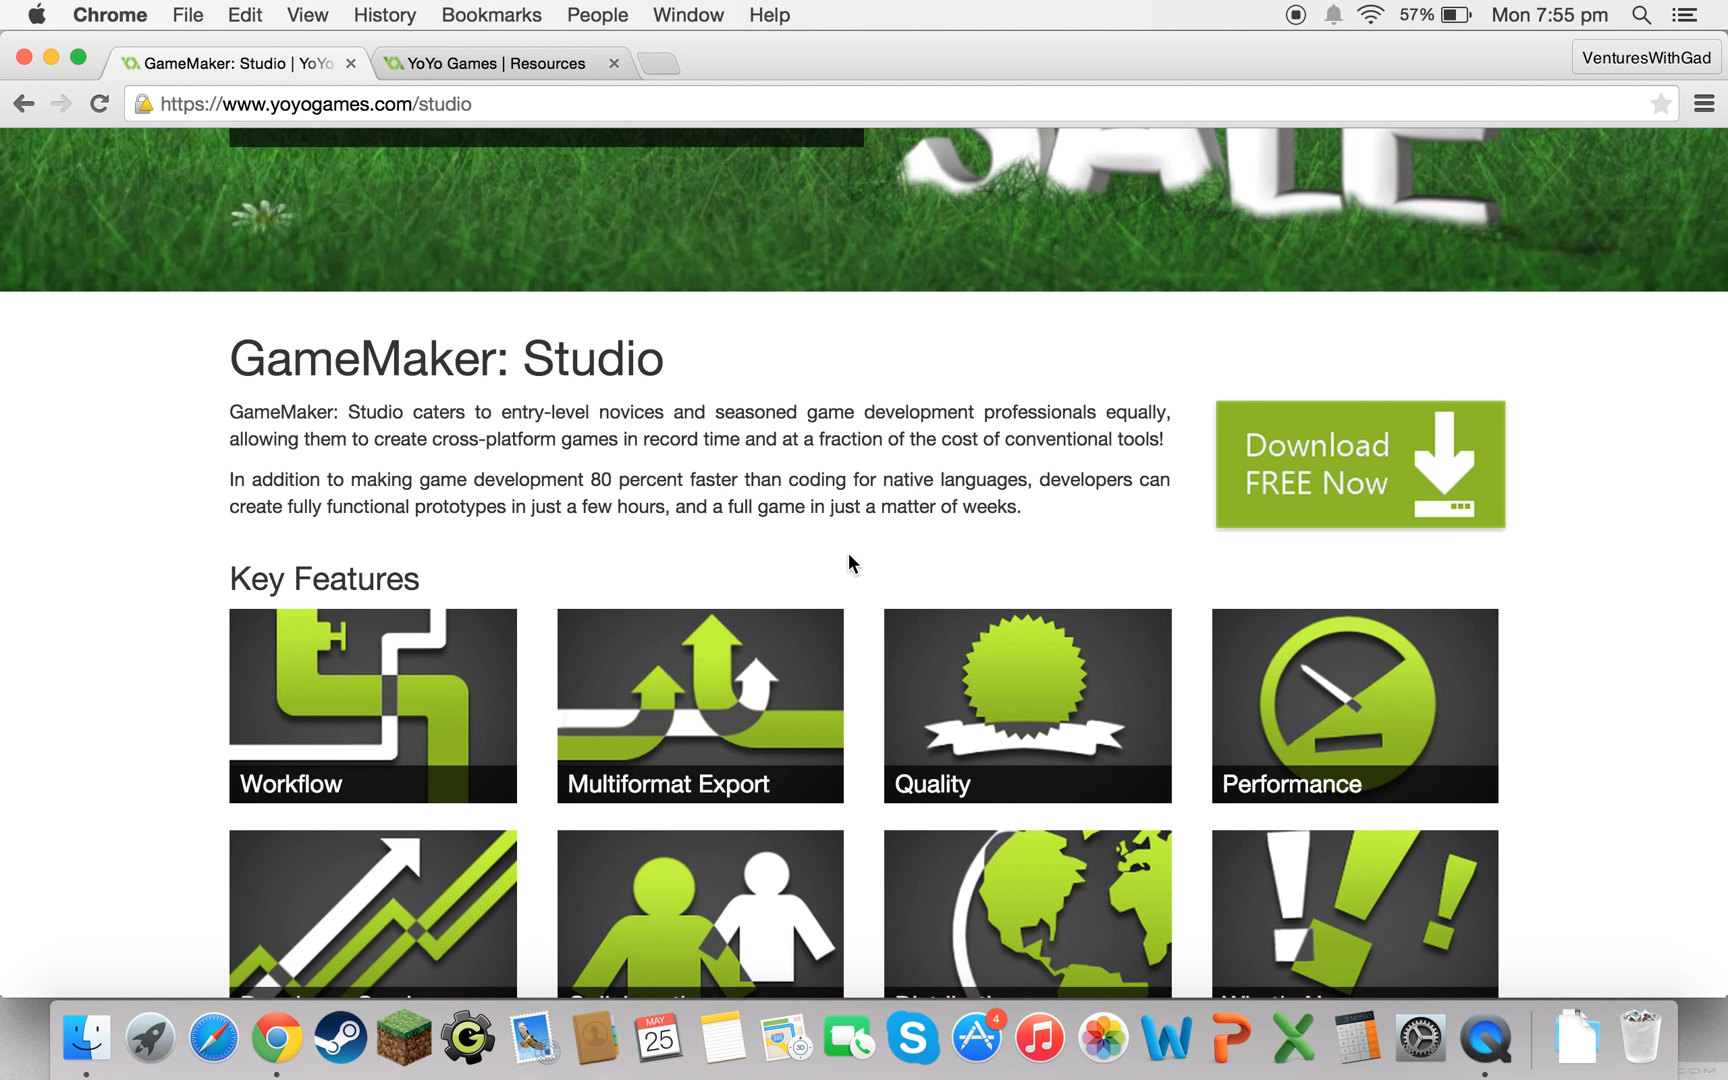 Chrome File Edit View History Bookmarks People Window Help 57% Mon 7:55 pm
GameMaker: Studio | YoYo YoYo Games | Resources VenturesWithGad
https://www.yoyogames.com/studio
SALE
GameMaker: Studio
GameMaker: Studio caters to entry-level novices and seasoned game development professionals equally,
allowing them to create cross-platform games in record time and at a fraction of the cost of conventional tools!
In addition to making game development 80 percent faster than coding for native languages, developers can
create fully functional prototypes in just a few hours, and a full game in just a matter of weeks.
Download
FREE Now
Key Features
Workflow Multiformat Export Quality Performance
4
MAY
25
3D